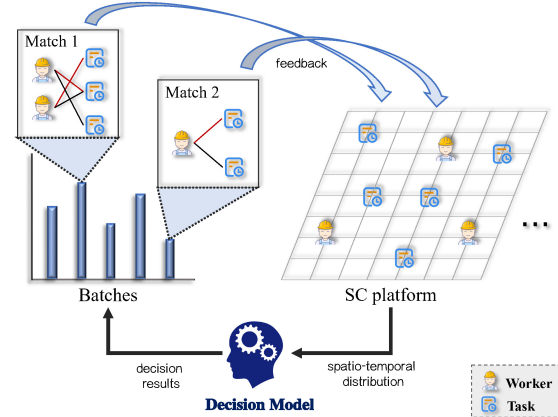 Match 1
Match 2
feedback
Batches
SC platform
...
decision
results
spatio-temporal
distribution
Decision Model
Worker
Task